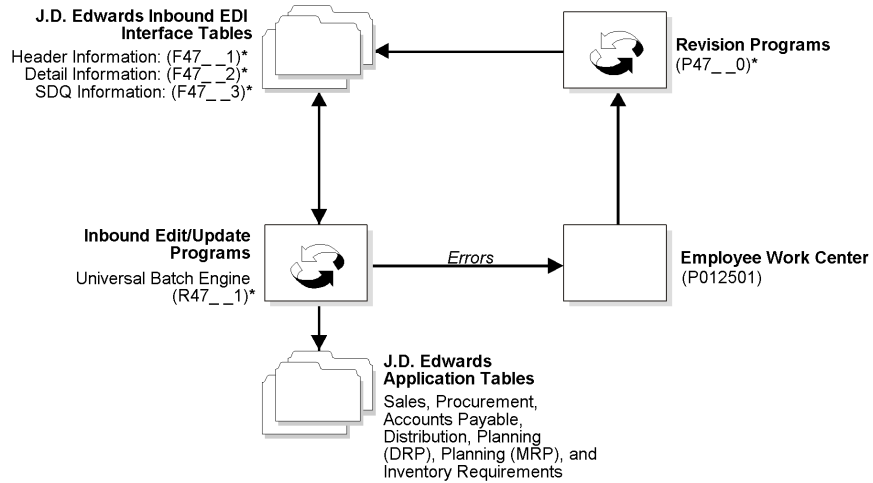 J.D. Edwards Inbound EDI
Interface Tables
Header Information: (F47_ _1)*
Detail Information: (F47_ _2)*
SDQ Information: (F47_ _3)*
Revision Programs
(P47_ _0)*
Inbound Edit/Update
Programs
Universal Batch Engine
(R47_ _1)*
Errors
Employee Work Center
(P012501)
J.D. Edwards
Application Tables
Sales, Procurement,
Accounts Payable,
Distribution, Planning
(DRP), Planning (MRP), and
Inventory Requirements